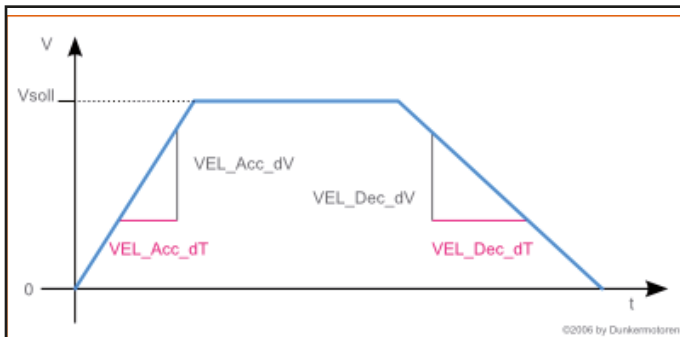 V
Vsoll
VEL_Acc_dV
VEL_Dec_dV
VEL_Acc_dT
VEL_Dec_dT
0
t
©2006 by Dunkermotoren